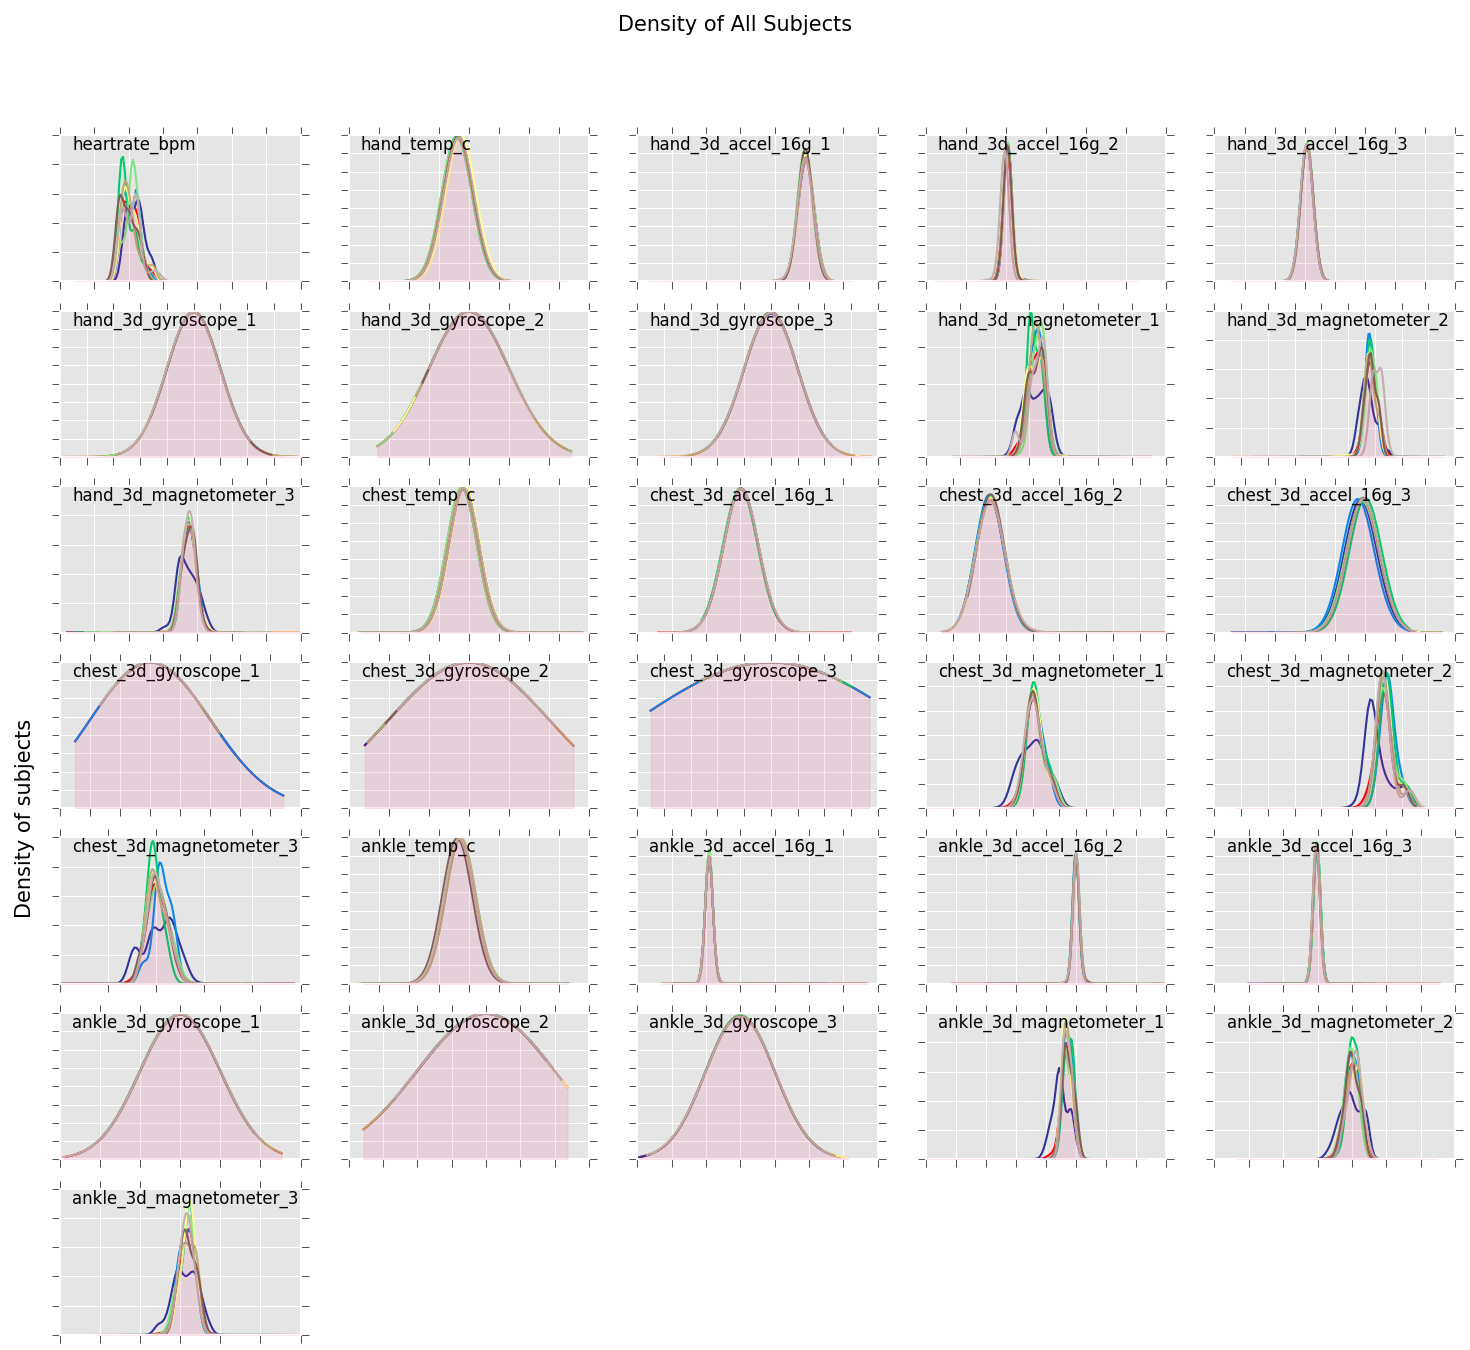 Density of All Subjects
heartrate_bpm
hand_temp_c
hand_3d_accel_16g_1
hand_3d_accel_16g_2
hand_3d_accel_16g_3
hand_3d_gyroscope_1
hand_3d_gyroscope_2
hand_3d_gyroscope_3
hand_3d_magnetometer_1
hand_3d_magnetometer_2
hand_3d_magnetometer_3
chest_temp_c
chest_3d_accel_16g_1
chest_3d_accel_16g_2
chest_3d_accel_16g_3
chest_3d_gyroscope_1
chest_3d_gyroscope_2
chest_3d_gyroscope_3
chest_3d_magnetometer_1
chest_3d_magnetometer_2
Density of subjects
chest_3d_magnetometer_3
ankle_temp_c
ankle_3d_accel_16g_1
ankle_3d_accel_16g_2
ankle_3d_accel_16g_3
ankle_3d_gyroscope_1
ankle_3d_gyroscope_2
ankle_3d_gyroscope_3
ankle_3d_magnetometer_1
ankle_3d_magnetometer_2
ankle_3d_magnetometer_3